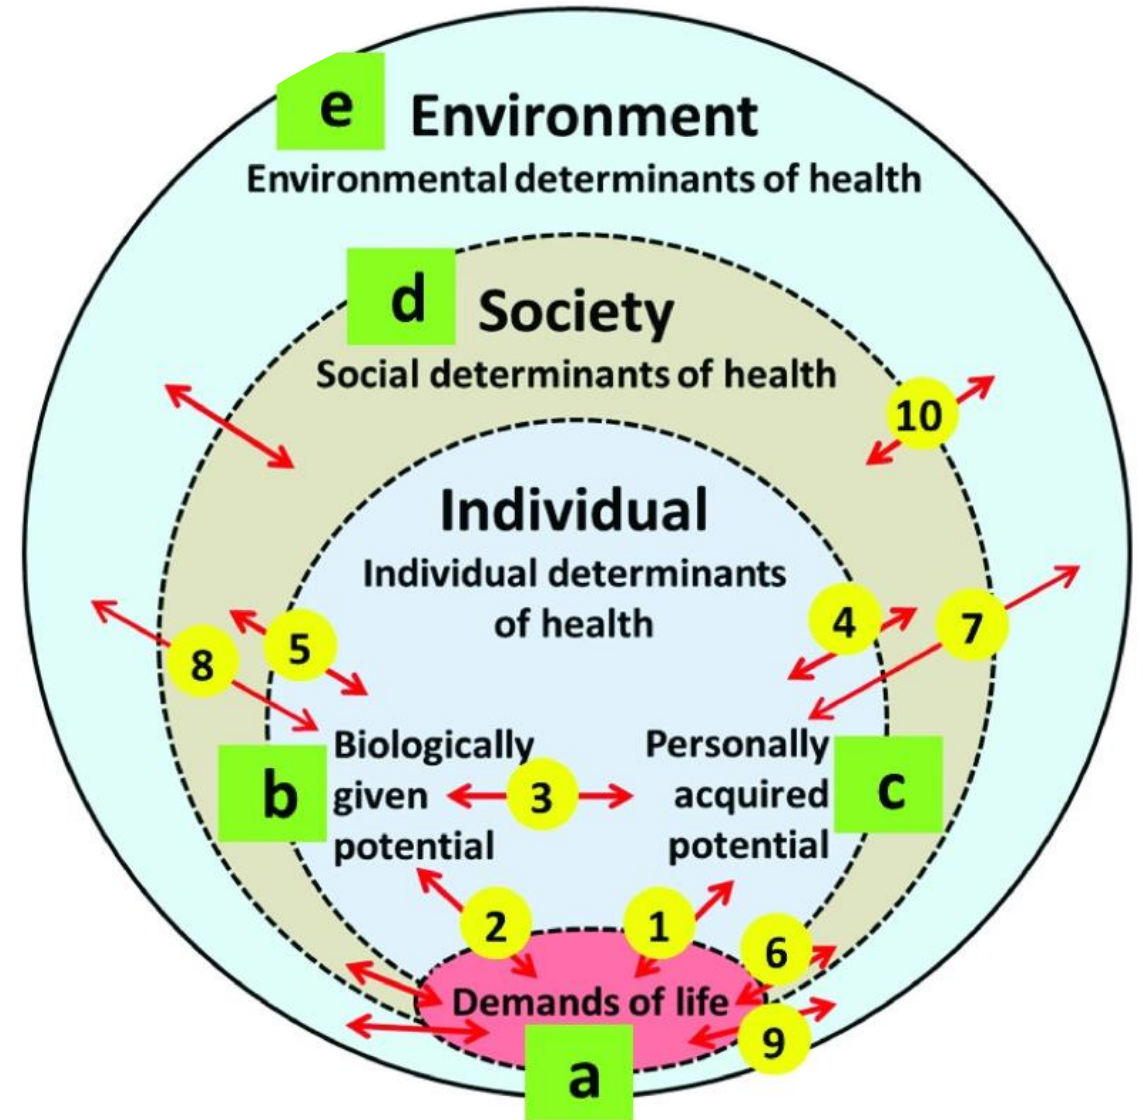 e
Environment
Environmental determinants of health
d
Society
Social determinants of health
10
Individual
Individual determinants
of health
4
7
5
8
b
Biologically
given
potential
3
Personally
acquired
potential
c
2
1
6
Demands of life
9
a